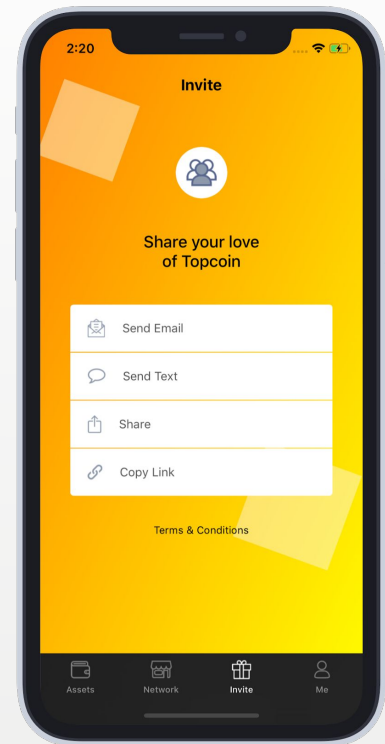 2:20
Invite
Share your love
of Topcoin
Send Email
Send Text
Share
Copy Link
Terms & Conditions
Assets Network Invite Me